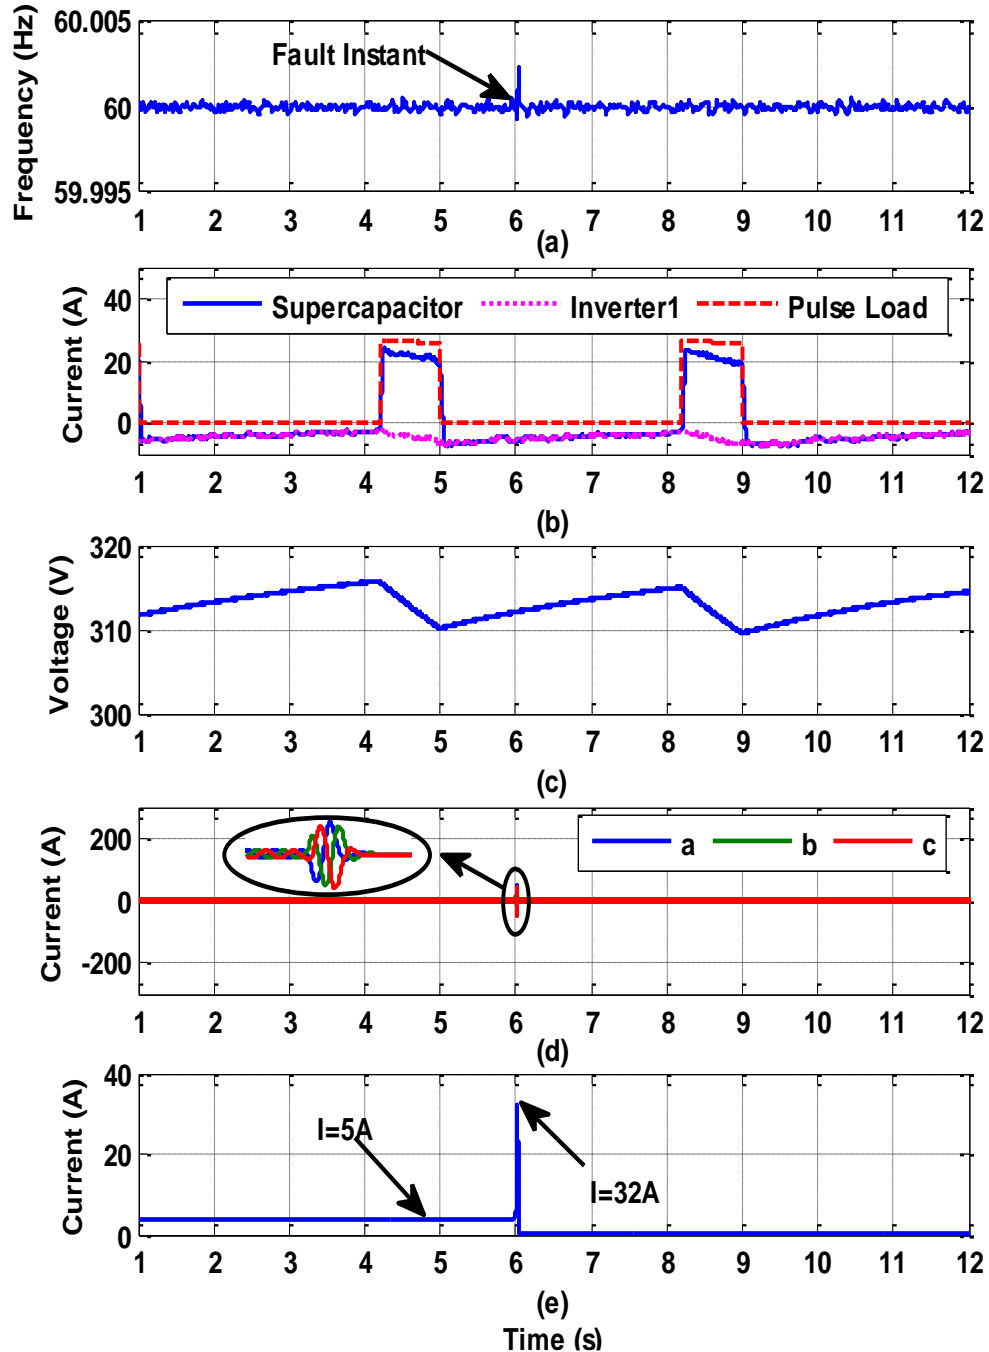 60.005
Frequency (Hz)
Fault Instant
60
59.995
1 2 3 4 5 6 7 8 9 10 11 12
(a)
Current (A)
40
Supercapacitor Inverter1 Pulse Load
20
0
1 2 3 4 5 6 7 8 9 10 11 12
(b)
320
Voltage (V)
310
300
1 2 3 4 5 6 7 8 9 10 11 12
(c)
Current (A)
200
a b c
0
-200
1 2 3 4 5 6 7 8 9 10 11 12
(d)
40
Current (A)
I=5A
20
I=32A
0
1 2 3 4 5 6 7 8 9 10 11 12
(e)
Time (s)